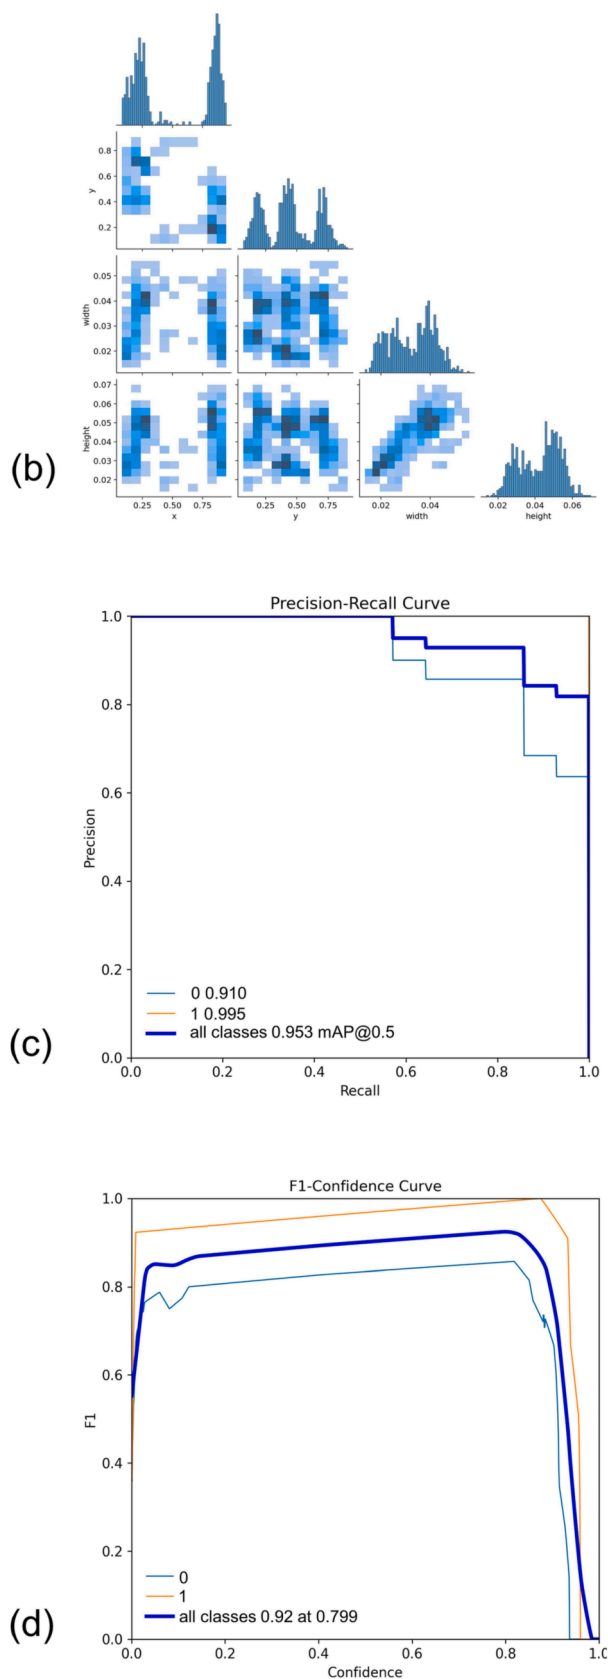 0.8
0.6
y
0.4
0.2
0.05
width
0.04
0.03
0.02
0.07
0.06
height
0.05
0.04
0.03
0.02
(b)
0.25 0.50 0.75 0.25 0.50 0.75 0.02 0.04 0.02 0.04 0.06
x y width height
Precision-Recall Curve
1.0
0.8
0.6
Precision
0.4
0.2
0 0.910
1 0.995
all classes 0.953 mAP@0.5
(c)
0.0
0.0 0.2 0.4 0.6 0.8 1.0
Recall
F1-Confidence Curve
1.0
0.8
0.6
F1
0.4
0.2
0
1
all classes 0.92 at 0.799
(d)
0.0
0.0 0.2 0.4 0.6 0.8 1.0
Confidence